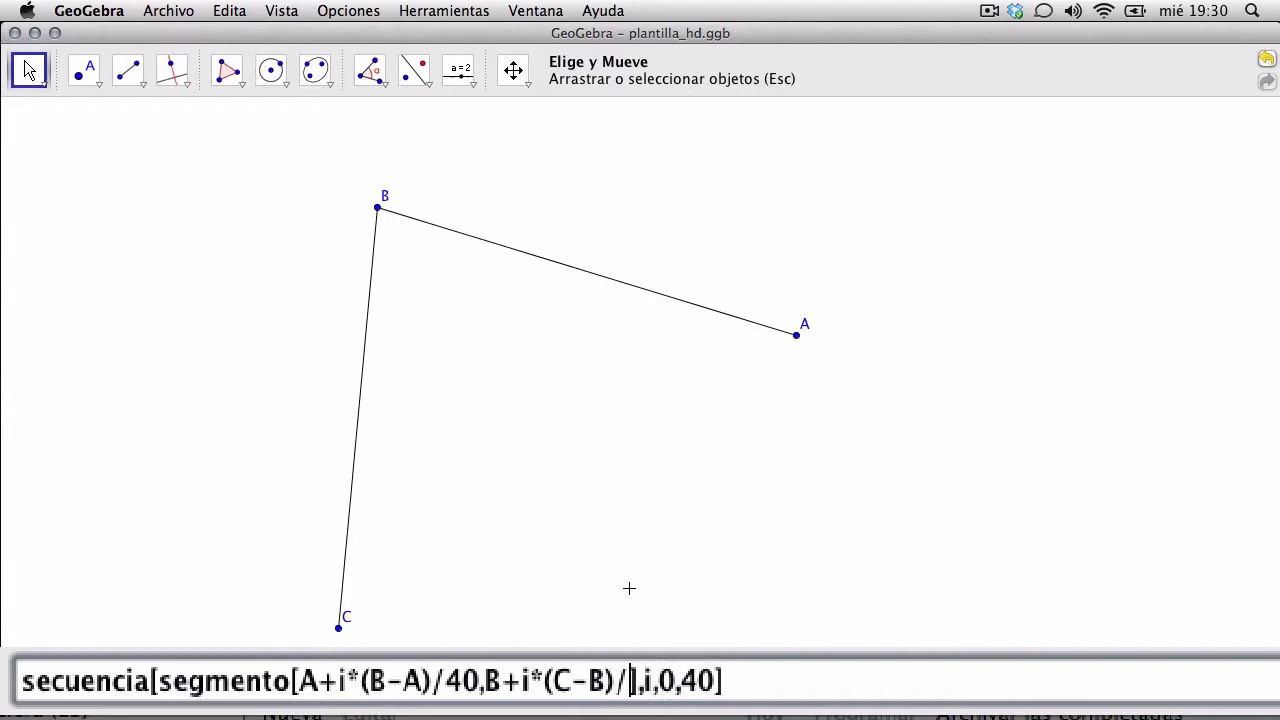 GeoGebra Archivo Edita Vista Opciones Herramientas Ventana Ayuda mié 19:30
GeoGebra - plantilla_hd.ggb
A
α
a=2
Elige y Mueve
Arrastrar o seleccionar objetos (Esc)
B
A
C
secuencia[segmento[A+i*(B-A)/40,B+i*(C-B)/],i,0,40]